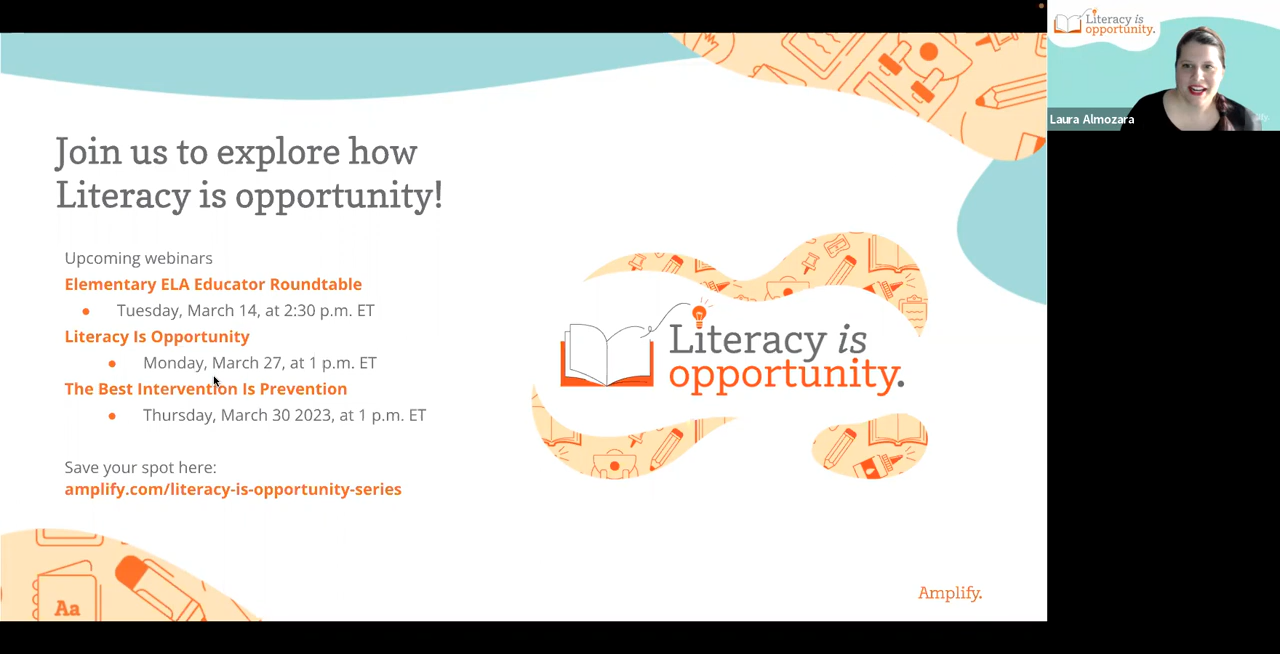 Join us to explore how
Literacy is opportunity!
Upcoming webinars
Elementary ELA Educator Roundtable
Tuesday, March 14, at 2:30 p.m. ET
Literacy Is Opportunity
Monday, March 27, at 1 p.m. ET
The Best Intervention Is Prevention
Thursday, March 30 2023, at 1 p.m. ET
Save your spot here:
amplify.com/literacy-is-opportunity-series
Literacy is
opportunity.
Aa
Amplify.
Literacy is
opportunity.
Laura Almozara